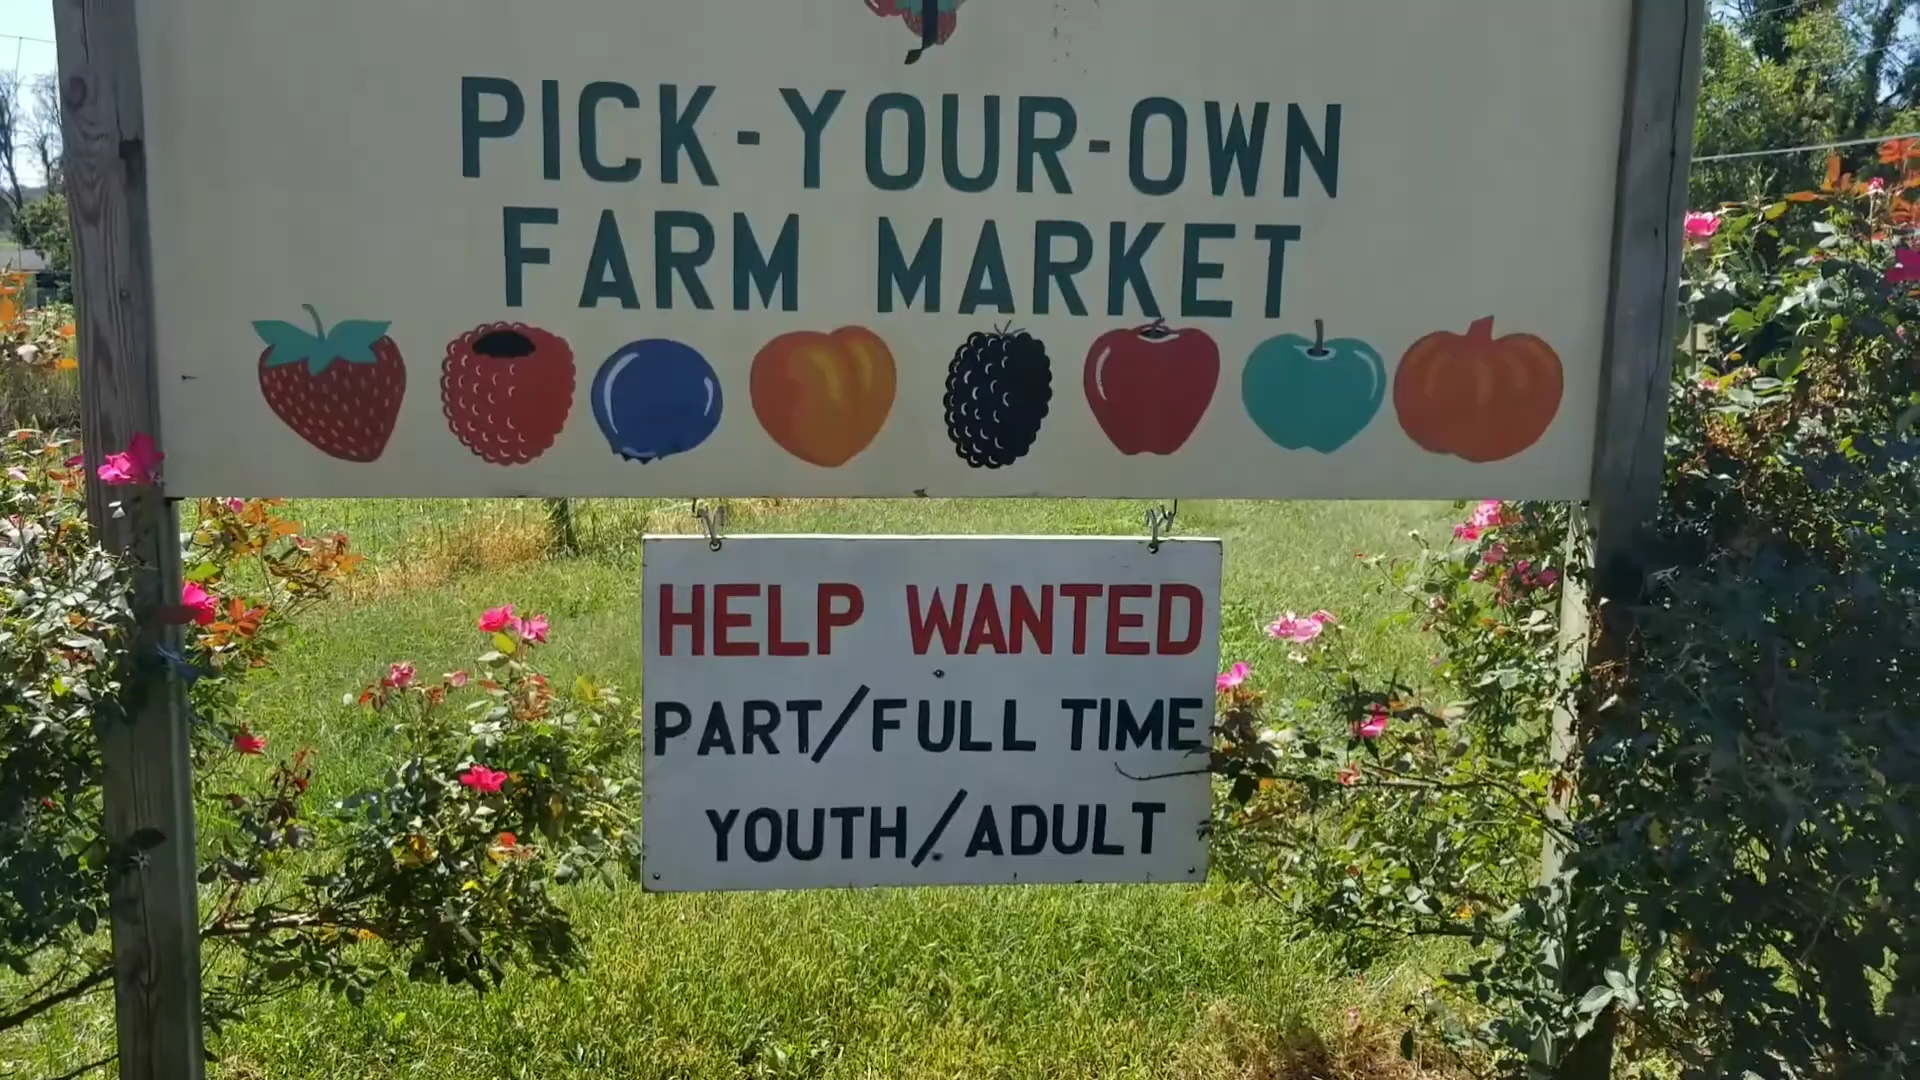 PICK-YOUR-OWN
FARM MARKET
HELP WANTED
PART/FULL TIME
YOUTH/ADULT